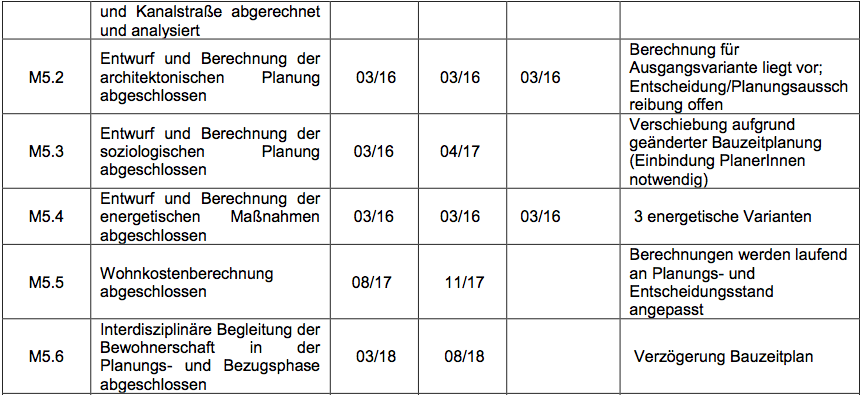 und Kanalstraße abgerechnet
und analysiert
M5.2
Entwurf und Berechnung der
architektonischen Planung
abgeschlossen
03/16
03/16
03/16
Berechnung für
Ausgangsvariante liegt vor;
Entscheidung/Planungsaussch
reibung offen
M5.3
Entwurf und Berechnung der
soziologischen Planung
abgeschlossen
03/16
04/17
Verschiebung aufgrund
geänderter Bauzeitplanung
(Einbindung PlanerInnen
notwendig)
M5.4
Entwurf und Berechnung der
energetischen Maßnahmen
abgeschlossen
03/16
03/16
03/16
3 energetische Varianten
M5.5
Wohnkostenberechnung
abgeschlossen
08/17
11/17
Berechnungen werden laufend
an Planungs- und
Entscheidungsstand
angepasst
M5.6
Interdisziplinäre Begleitung der
Bewohnerschaft in der
Planungs- und Bezugsphase
abgeschlossen
03/18
08/18
Verzögerung Bauzeitplan